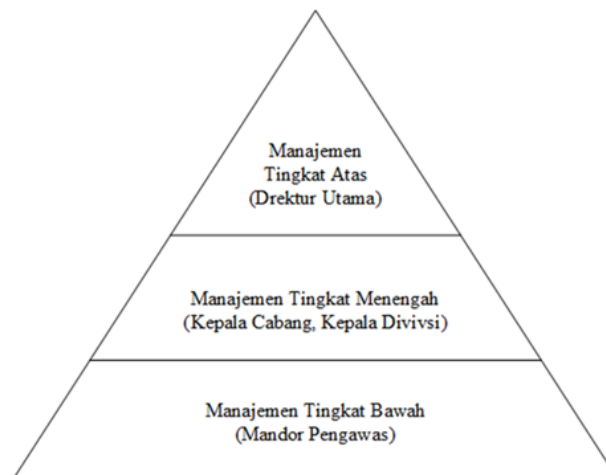 Manajemen
Tingkat Atas
(Drektur Utama)
Manajemen Tingkat Menengah
(Kepala Cabang, Kepala Divivsi)
Manajemen Tingkat Bawah
(Mandor Pengawas)